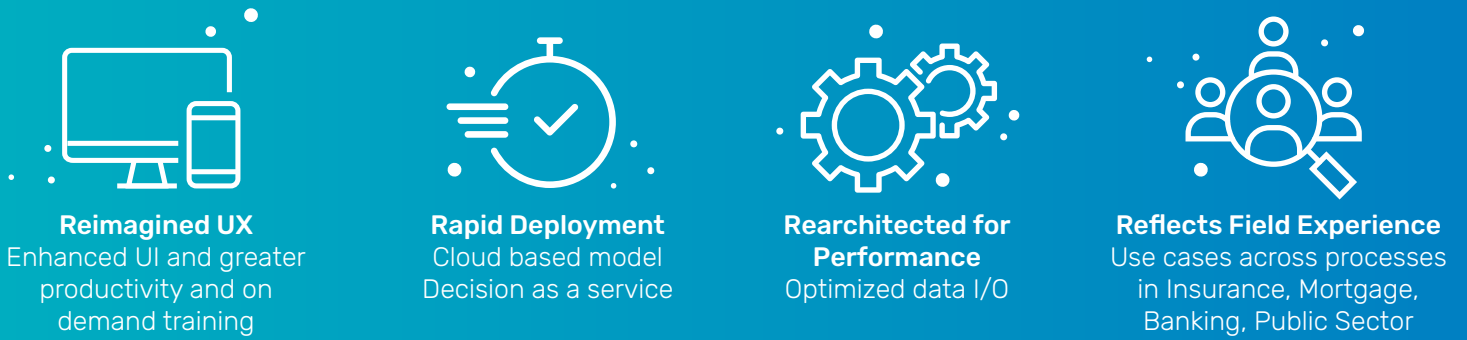 Reimagined UX
Enhanced UI and greater
productivity and on
demand training
Rapid Deployment
Cloud based model
Decision as a service
Rearchitected for
Performance
Optimized data I/O
Reflects Field Experience
Use cases across processes
in Insurance, Mortgage,
Banking, Public Sector